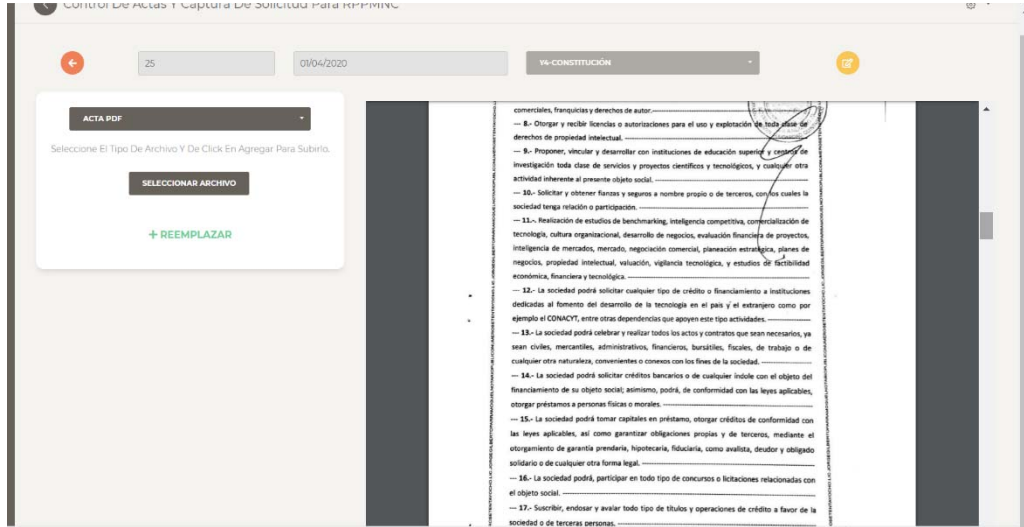 Control De Actas Y Captura De Solicitud Para RPPMNC
25
01/04/2020
Y4-CONSTITUCIÓN
ACTA PDF
Seleccione El Tipo De Archivo Y De Click En Agregar Para Subirlo.
SELECCIONAR ARCHIVO
+ REEMPLAZAR
comerciales, franquicias y derechos de autor.
— 8.- Otorgar y recibir licencias o autorizaciones para el uso y explotación de toda clase de
derechos de propiedad intelectual.
— 9.- Proponer, vincular y desarrollar con instituciones de educación superior y centros de
investigación toda clase de servicios y proyectos científicos y tecnológicos, y cualquier otra
actividad inherente al presente objeto social.
— 10.- Solicitar y obtener fianzas y seguros a nombre propio o de terceros, con los cuales la
sociedad tenga relación o participación.
— 11.-. Realización de estudios de benchmarking, inteligencia competitiva, comercialización de
tecnología, cultura organizacional, desarrollo de negocios, evaluación financiera de proyectos,
inteligencia de mercados, mercado, negociación comercial, planeación estratégica, planes de
negocios, propiedad intelectual, valuación, vigilancia tecnológica, y estudios de factibilidad
económica, financiera y tecnológica.
— 12.- La sociedad podrá solicitar cualquier tipo de crédito o financiamiento a instituciones
dedicadas al fomento del desarrollo de la tecnología en el país y el extranjero como por
ejemplo el CONACYT, entre otras dependencias que apoyen este tipo actividades.
— 13.- La sociedad podrá celebrar y realizar todos los actos y contratos que sean necesarios, ya
sean civiles, mercantiles, administrativos, financieros, bursátiles, fiscales, de trabajo o de
cualquier otra naturaleza, convenientes o conexos con los fines de la sociedad.
— 14.- La sociedad podrá solicitar créditos bancarios o de cualquier índole con el objeto del
financiamiento de su objeto social; asimismo, podrá, de conformidad con las leyes aplicables,
otorgar préstamos a personas físicas o morales.
— 15.- La sociedad podrá tomar capitales en préstamo, otorgar créditos de conformidad con
las leyes aplicables, así como garantizar obligaciones propias y de terceros, mediante el
otorgamiento de garantía prendaria, hipotecaria, fiduciaria, como avalista, deudor y obligado
solidario o de cualquier otra forma legal.
— 16.- La sociedad podrá, participar en todo tipo de concursos o licitaciones relacionadas con
el objeto social.
— 17.- Suscribir, endosar y avalar todo tipo de títulos y operaciones de crédito a favor de la
sociedad o de terceras personas.